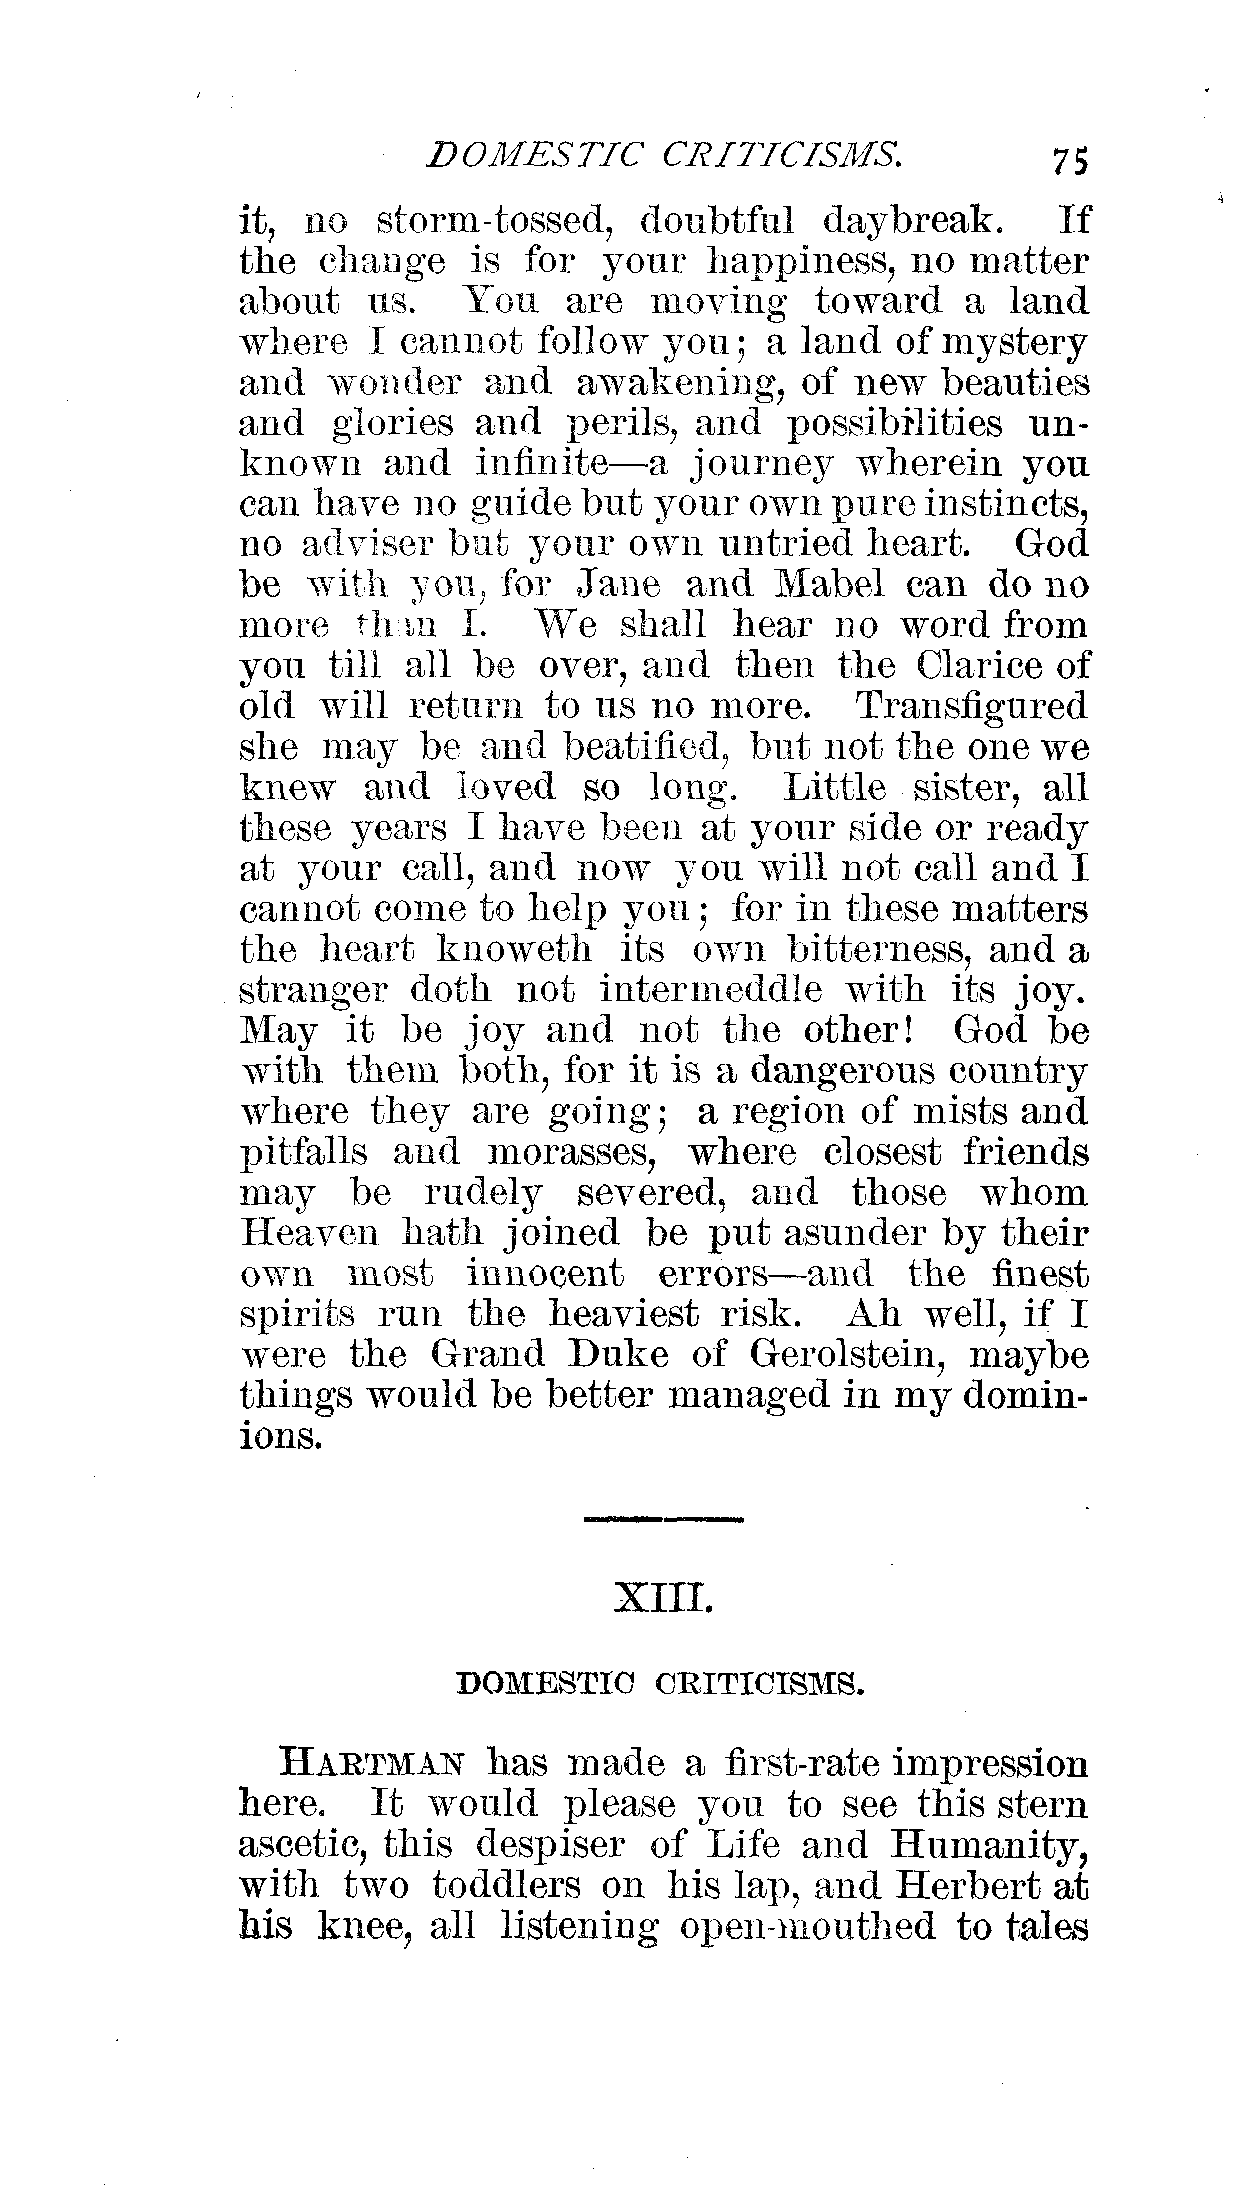 DOMESTIC CRITICISMS. 75
it, no storm-tossed, doubtful daybreak. If
the change is for your happiness, no matter
about us. You are moving toward a land
where I cannot follow you; a land of mystery
and wonder and awakening, of new beauties
and glories and perils, and possibilities un-
known and infinite—a journey wherein you
can have no guide but your own pure instincts,
no adviser but your own untried heart. God
be with you, for Jane and Mabel can do no
more than I. We shall hear no word from
you till all be over, and then the Clarice of
old will return to us no more. Transfigured
she may be and beatified, but not the one we
knew and loved so long. Little sister, all
these years I have been at your side or ready
at your call, and now you will not call and I
cannot come to help you; for in these matters
the heart knoweth its own bitterness, and a
stranger doth not intermeddle with its joy.
May it be joy and not the other! God be
with them both, for it is a dangerous country
where they are going; a region of mists and
pitfalls and morasses, where closest friends
may be rudely severed, and those whom
Heaven hath joined be put asunder by their
own most innocent errors—and the finest
spirits run the heaviest risk. Ah well, if I
were the Grand Duke of Gerolstein, maybe
things would be better managed in my domin-
ions.
XIII.
DOMESTIC CRITICISMS.
HARTMAN has made a first-rate impression
here. It would please you to see this stern
ascetic, this despiser of Life and Humanity,
with two toddlers on his lap, and Herbert at
his knee, all listening open-mouthed to tales